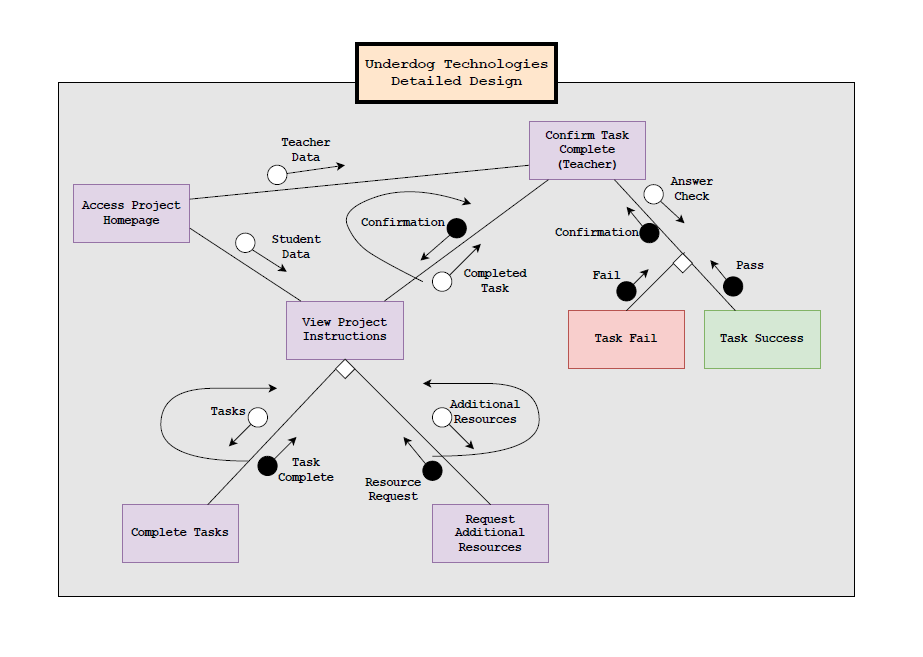 Underdog Technologies
Detailed Design
Confirm Task
Complete
(Teacher)
Teacher
Data
Access Project
Homepage
Answer
Check
Confirmation
Confirmation
Student
Data
Completed
Task
Fail
Pass
View Project
Instructions
Task Fail
Task Success
Tasks
Additional
Resources
Task
Complete
Resource
Request
Complete Tasks
Request
Additional
Resources